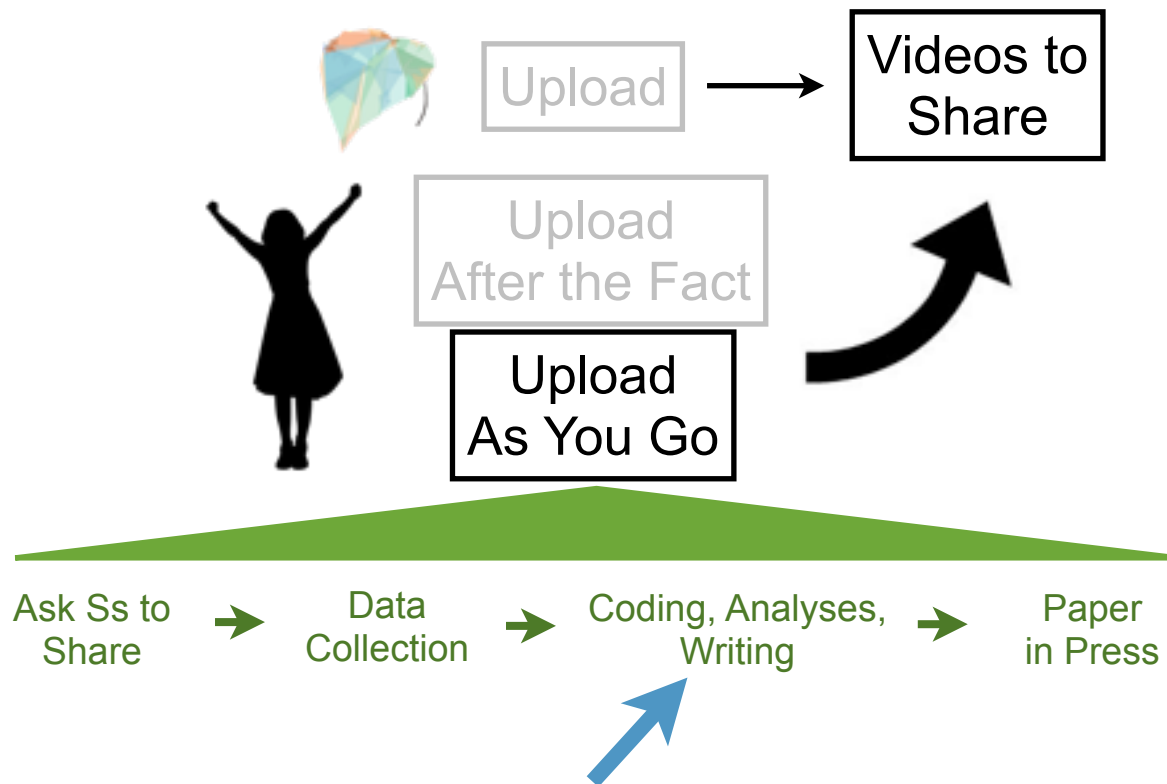 Upload
Videos to
Share
Upload
After the Fact
Upload
As You Go
Ask Ss to
Share
Data
Collection
Coding, Analyses,
Writing
Paper
in Press